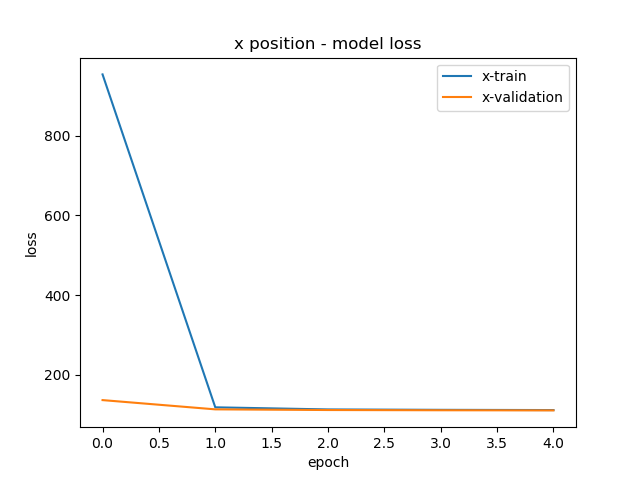 x position - model loss
x-train
x-validation
800
600
400
200
loss
0.0 0.5 1.0 1.5 2.0 2.5 3.0 3.5 4.0
epoch